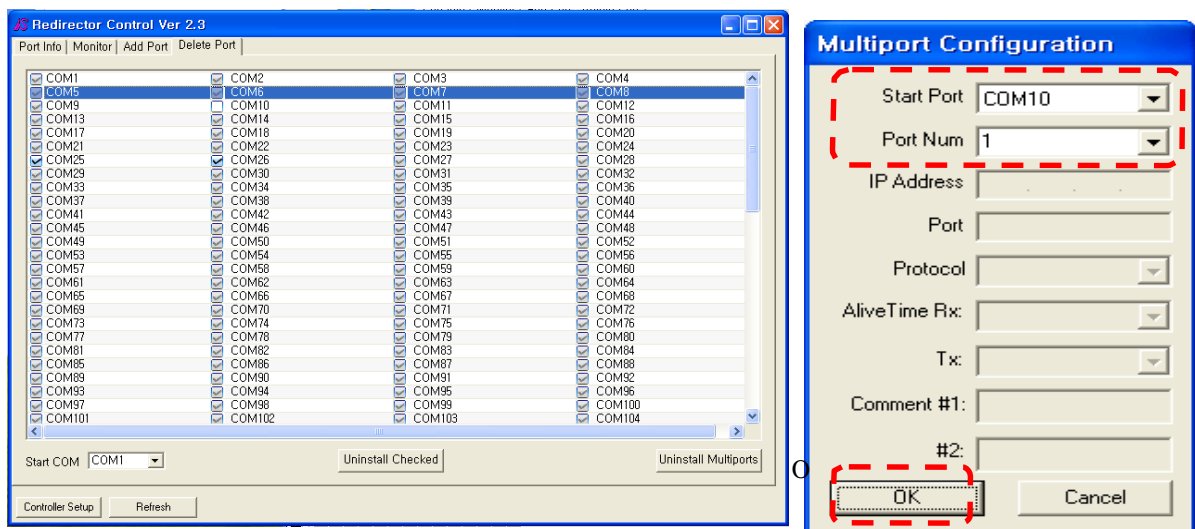 Redirector Control Ver 2.3
Port Info Monitor Add Port Delete Port
COM1 COM2 COM3 COM4
COM5 COM6 COM7 COM8
COM9 COM10 COM11 COM12
COM13 COM14 COM15 COM16
COM17 COM18 COM19 COM20
COM21 COM22 COM23 COM24
COM25 COM26 COM27 COM28
COM29 COM30 COM31 COM32
COM33 COM34 COM35 COM36
COM37 COM38 COM39 COM40
COM41 COM42 COM43 COM44
COM45 COM46 COM47 COM48
COM49 COM50 COM51 COM52
COM53 COM54 COM55 COM56
COM57 COM58 COM59 COM60
COM61 COM62 COM63 COM64
COM65 COM66 COM67 COM68
COM69 COM70 COM71 COM72
COM73 COM74 COM75 COM76
COM77 COM78 COM79 COM80
COM81 COM82 COM83 COM84
COM85 COM86 COM87 COM88
COM89 COM90 COM91 COM92
COM93 COM94 COM95 COM96
COM97 COM98 COM99 COM100
COM101 COM102 COM103 COM104
Start COM COM1 Uninstall Checked Uninstall Multiports
Controller Setup Refresh
Multiport Configuration
Start Port COM10
Port Num 1
IP Address
Port
Protocol
AliveTime Rx:
Tx:
Comment #1:
#2:
OK Cancel